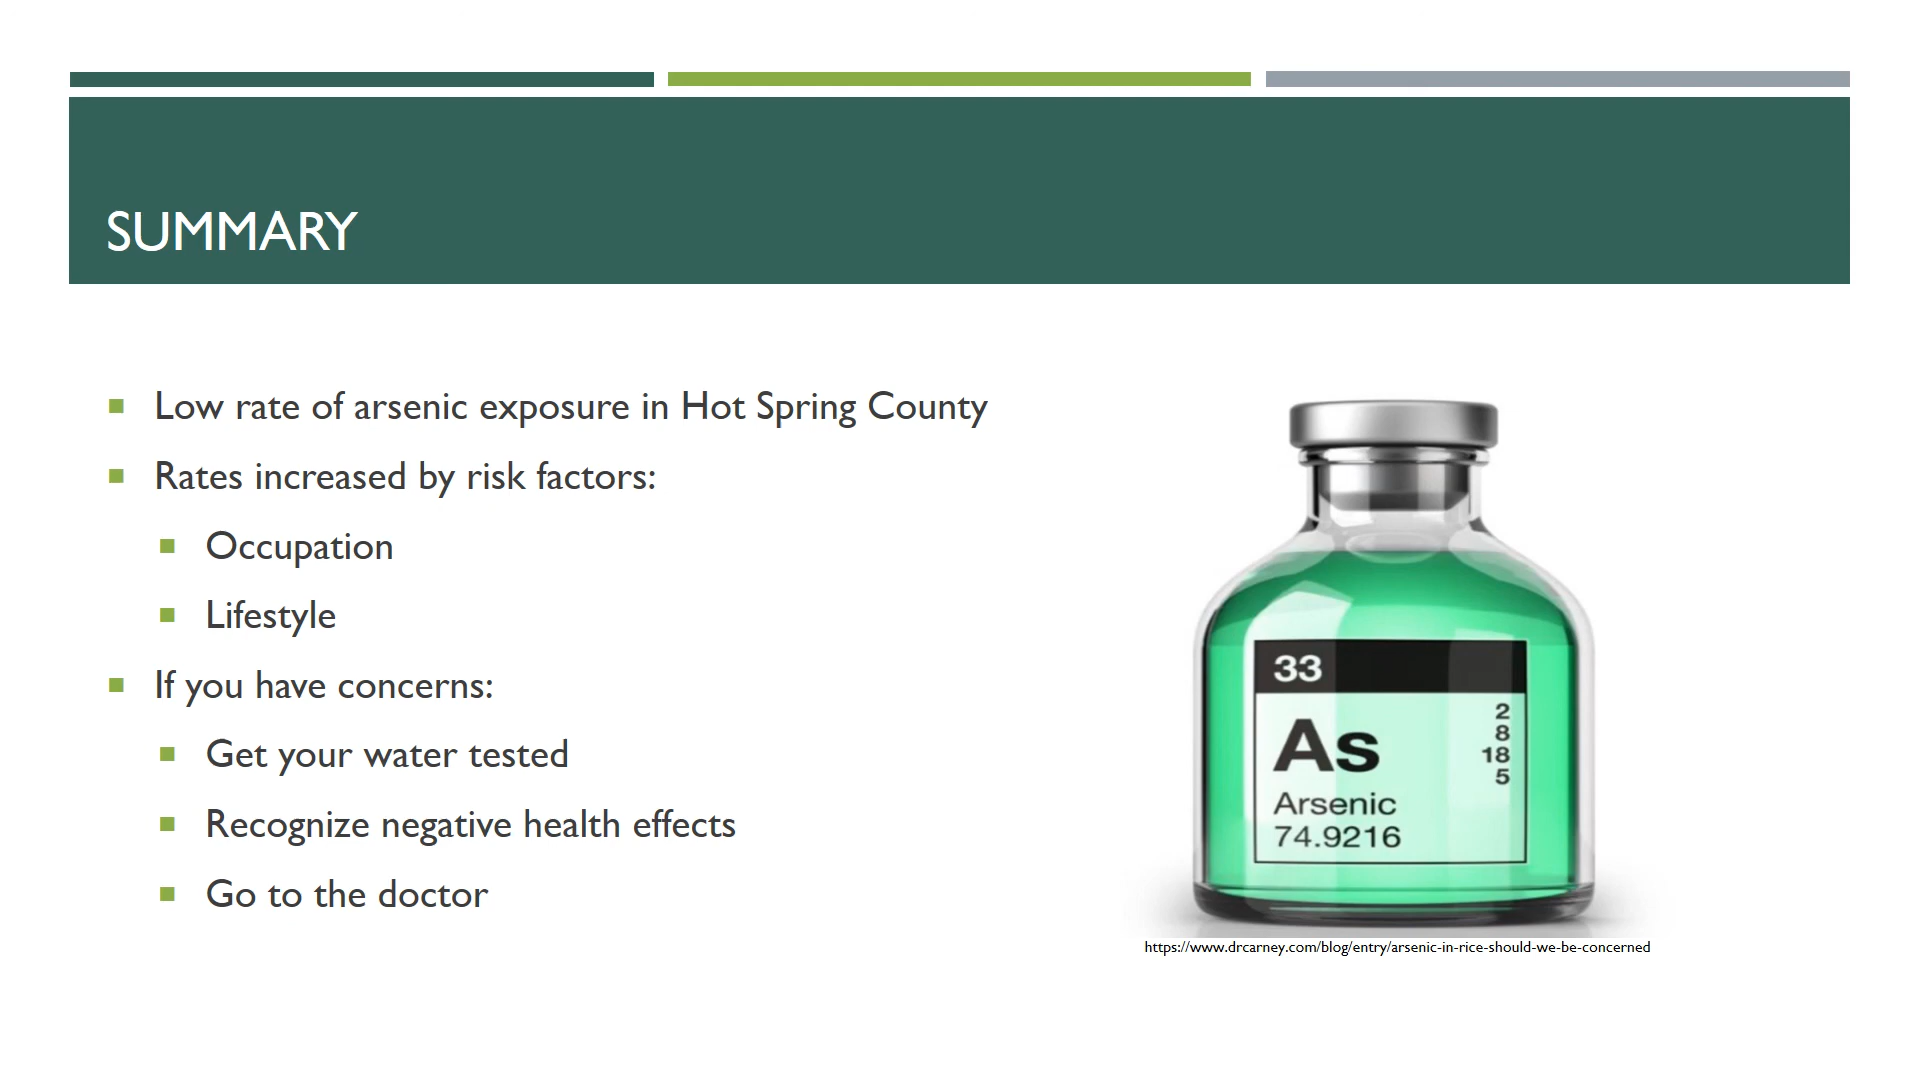 SUMMARY
Low rate of arsenic exposure in Hot Spring County
Rates increased by risk factors:
Occupation
Lifestyle
If you have concerns:
Get your water tested
Recognize negative health effects
Go to the doctor
33
As
2
8
18
5
Arsenic
74.9216
https://www.drcarney.com/blog/entry/arsenic-in-rice-should-we-be-concerned